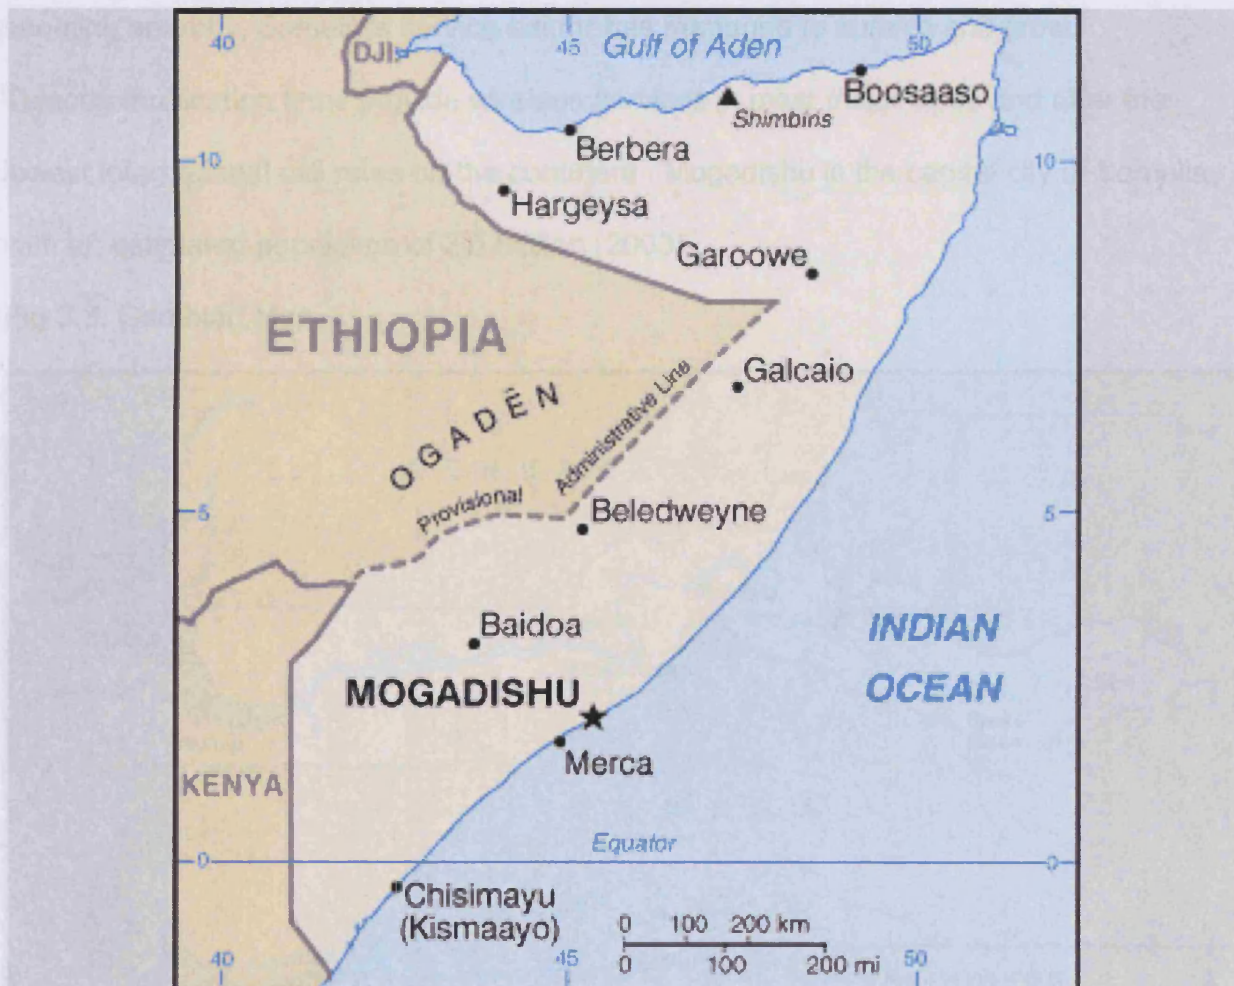 40
45
50
DJI.
Gulf of Aden
Boosaaso
Shimbiris
Berbera
10
10
Hargeysa
Garoowe
ETHIOPIA
Galcaio
OGADĒN
Administrative Line
Provisional
5
5
Beledweyne
Baidoa
INDIAN
OCEAN
MOGADISHU
Merca
KENYA
Equator
0
0
Chisimayu
(Kismaayo)
0 100 200 km
0 100 200 mi
40
45
50